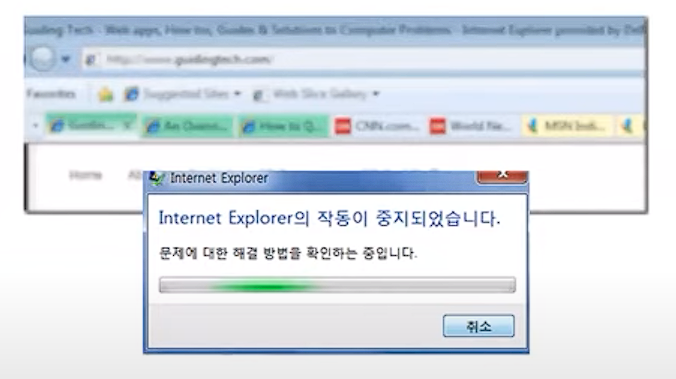 Guiding Tech - Web apps, How tos, Guides & Solutions to Computer Problems - Internet Explorer provided by Dell
http://www.guidingtech.com/
Favorites Suggested Sites Web Slice Gallery
Guidin... An Overvi... How to Q... CNN.com... World Ne... MSN Indi...
Home
Internet Explorer
Internet Explorer의 작동이 중지되었습니다.
문제에 대한 해결 방법을 확인하는 중입니다.
취소